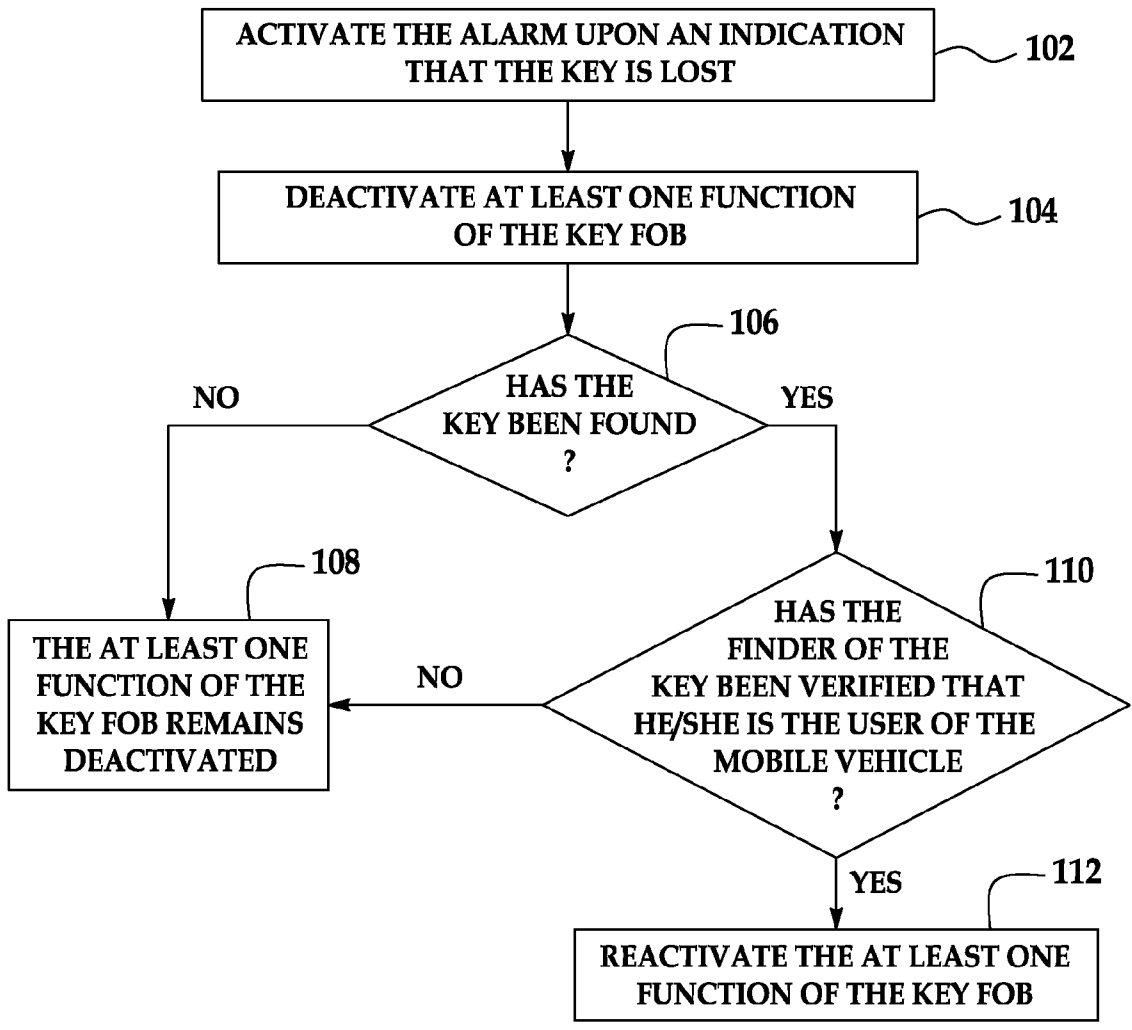 ACTIVATE THE ALARM UPON AN INDICATION
THAT THE KEY IS LOST
102
DEACTIVATE AT LEAST ONE FUNCTION
OF THE KEY FOB
104
106
HAS THE
KEY BEEN FOUND
?
NO
YES
108
THE AT LEAST ONE
FUNCTION OF THE
KEY FOB REMAINS
DEACTIVATED
110
HAS THE
FINDER OF THE
KEY BEEN VERIFIED THAT
HE/SHE IS THE USER OF THE
MOBILE VEHICLE
?
NO
YES
112
REACTIVATE THE AT LEAST ONE
FUNCTION OF THE KEY FOB